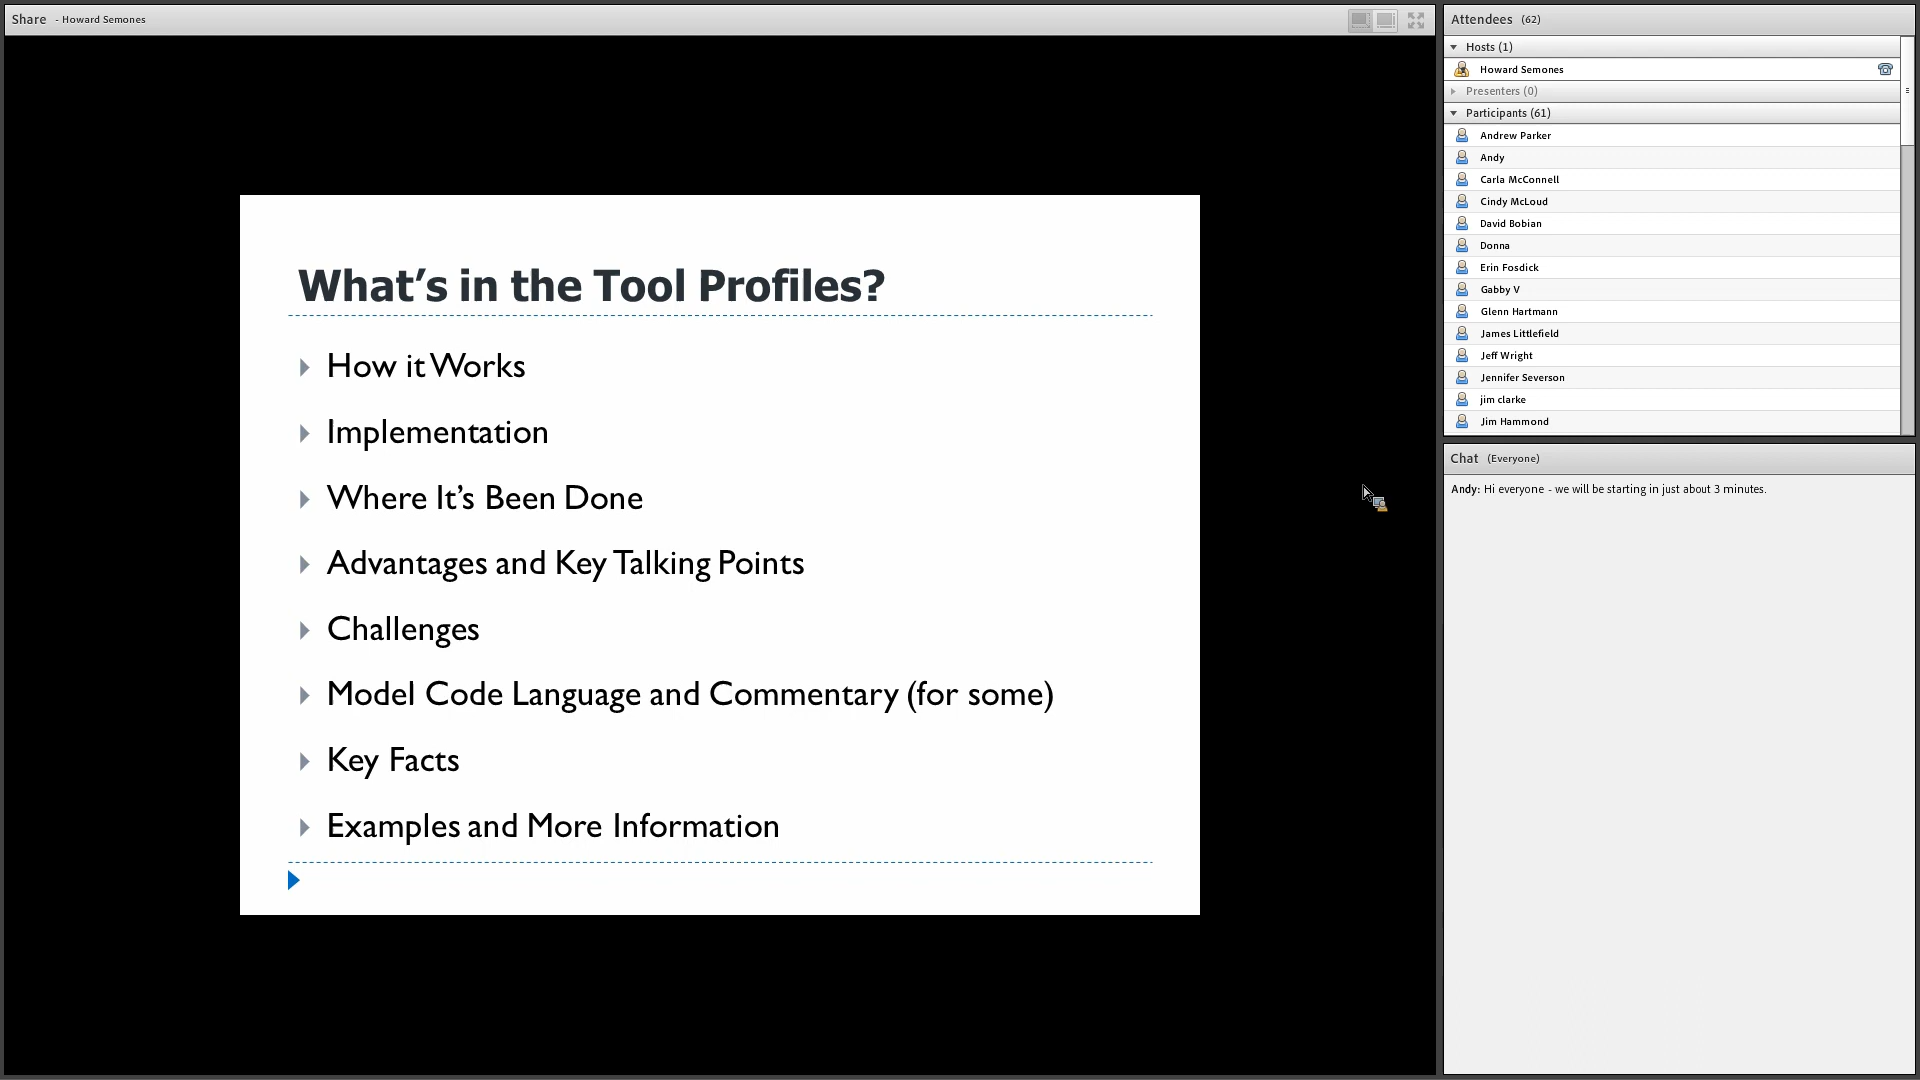 Share - Howard Semones
What's in the Tool Profiles?
How it Works
Implementation
Where It's Been Done
Advantages and Key Talking Points
Challenges
Model Code Language and Commentary (for some)
Key Facts
Examples and More Information
Attendees (62)
Hosts (1)
Howard Semones
Presenters (0)
Participants (61)
Andrew Parker
Andy
Carla McConnell
Cindy McLoud
David Bobian
Donna
Erin Fosdick
Gabby V
Glenn Hartmann
James Littlefield
Jeff Wright
Jennifer Severson
jim clarke
Jim Hammond
Chat (Everyone)
Andy: Hi everyone - we will be starting in just about 3 minutes.